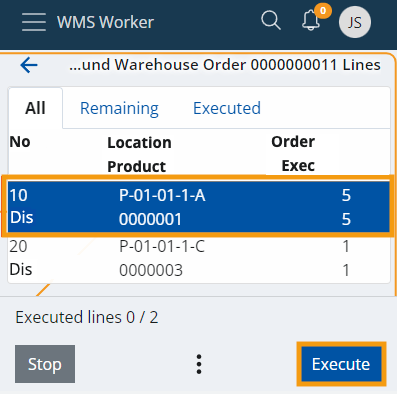 WMS Worker 0 JS
...und Warehouse Order 0000000011 Lines
All Remaining Executed
No Location Order
Product Exec
10 P-01-01-1-A 5
Dis 0000001 5
20 P-01-01-1-C 1
Dis 0000003 1
Executed lines 0 / 2
Stop Execute